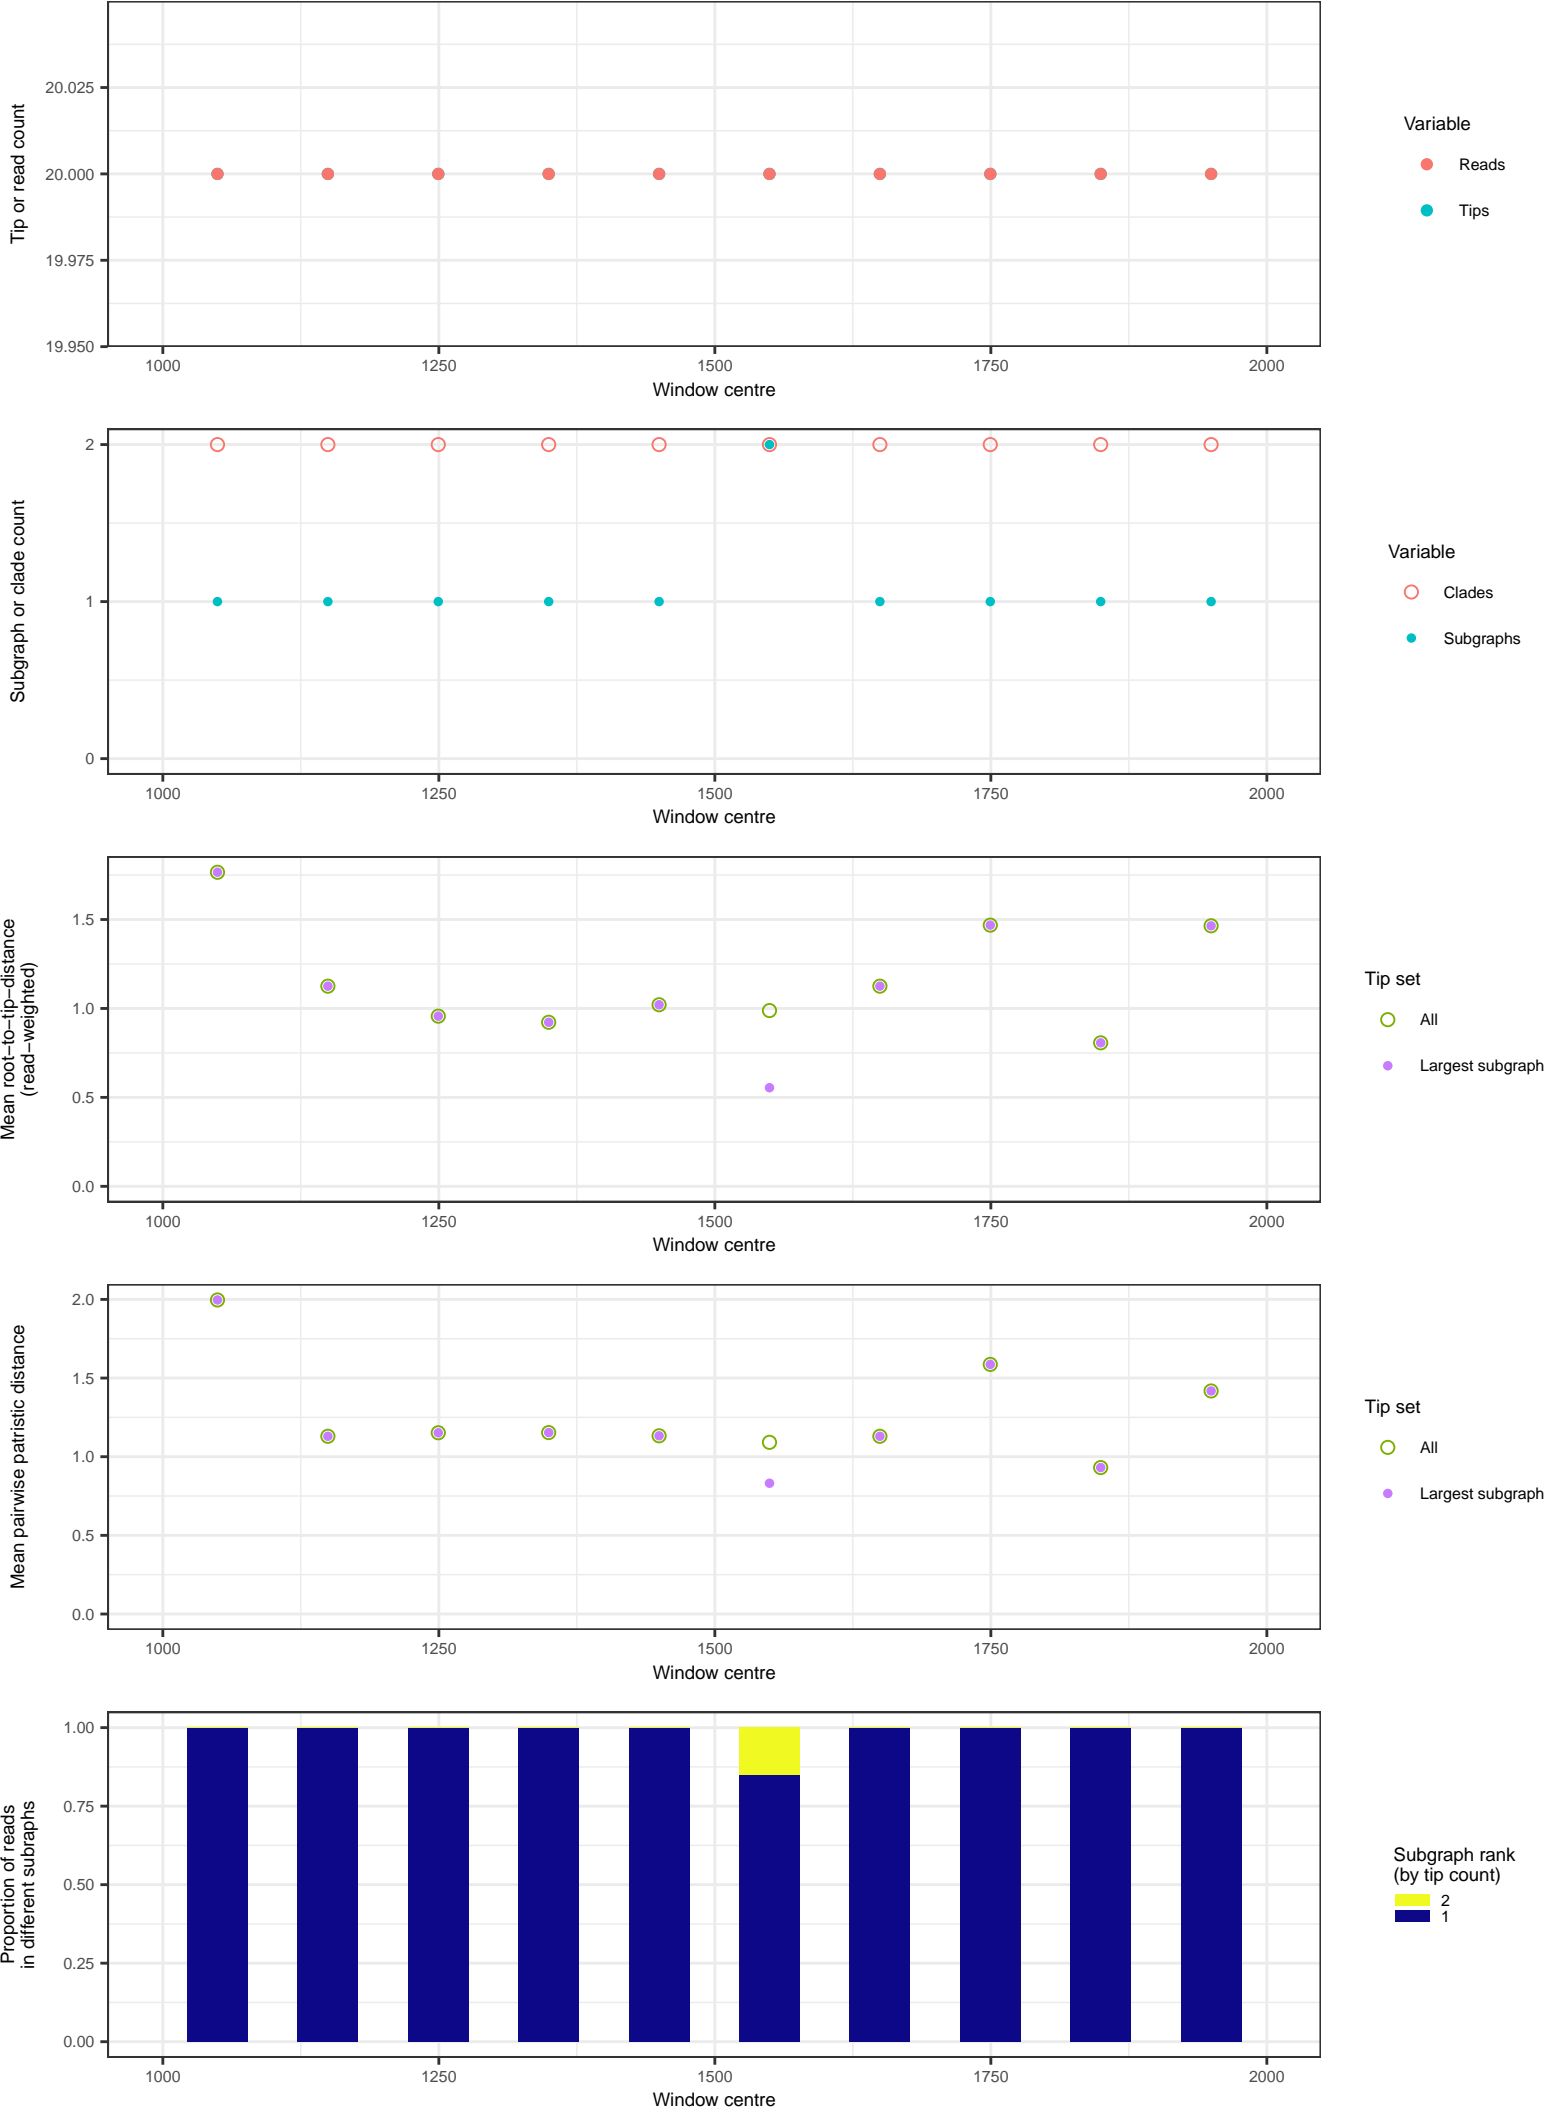 Tip or read count
20.025
20.000
19.975
19.950
1000 1250 1500 1750 2000
Window centre
Variable
Reads
Tips
Subgraph or clade count
2
1
0
1000 1250 1500 1750 2000
Window centre
Variable
Clades
Subgraphs
Mean root−to−tip−distance
(read−weighted)
1.5
1.0
0.5
0.0
1000 1250 1500 1750 2000
Window centre
Tip set
All
Largest subgraph
Mean pairwise patristic distance
2.0
1.5
1.0
0.5
0.0
1000 1250 1500 1750 2000
Window centre
Tip set
All
Largest subgraph
Proportion of reads
in different subraphs
1.00
0.75
0.50
0.25
0.00
1000 1250 1500 1750 2000
Window centre
Subgraph rank
(by tip count)
2
1